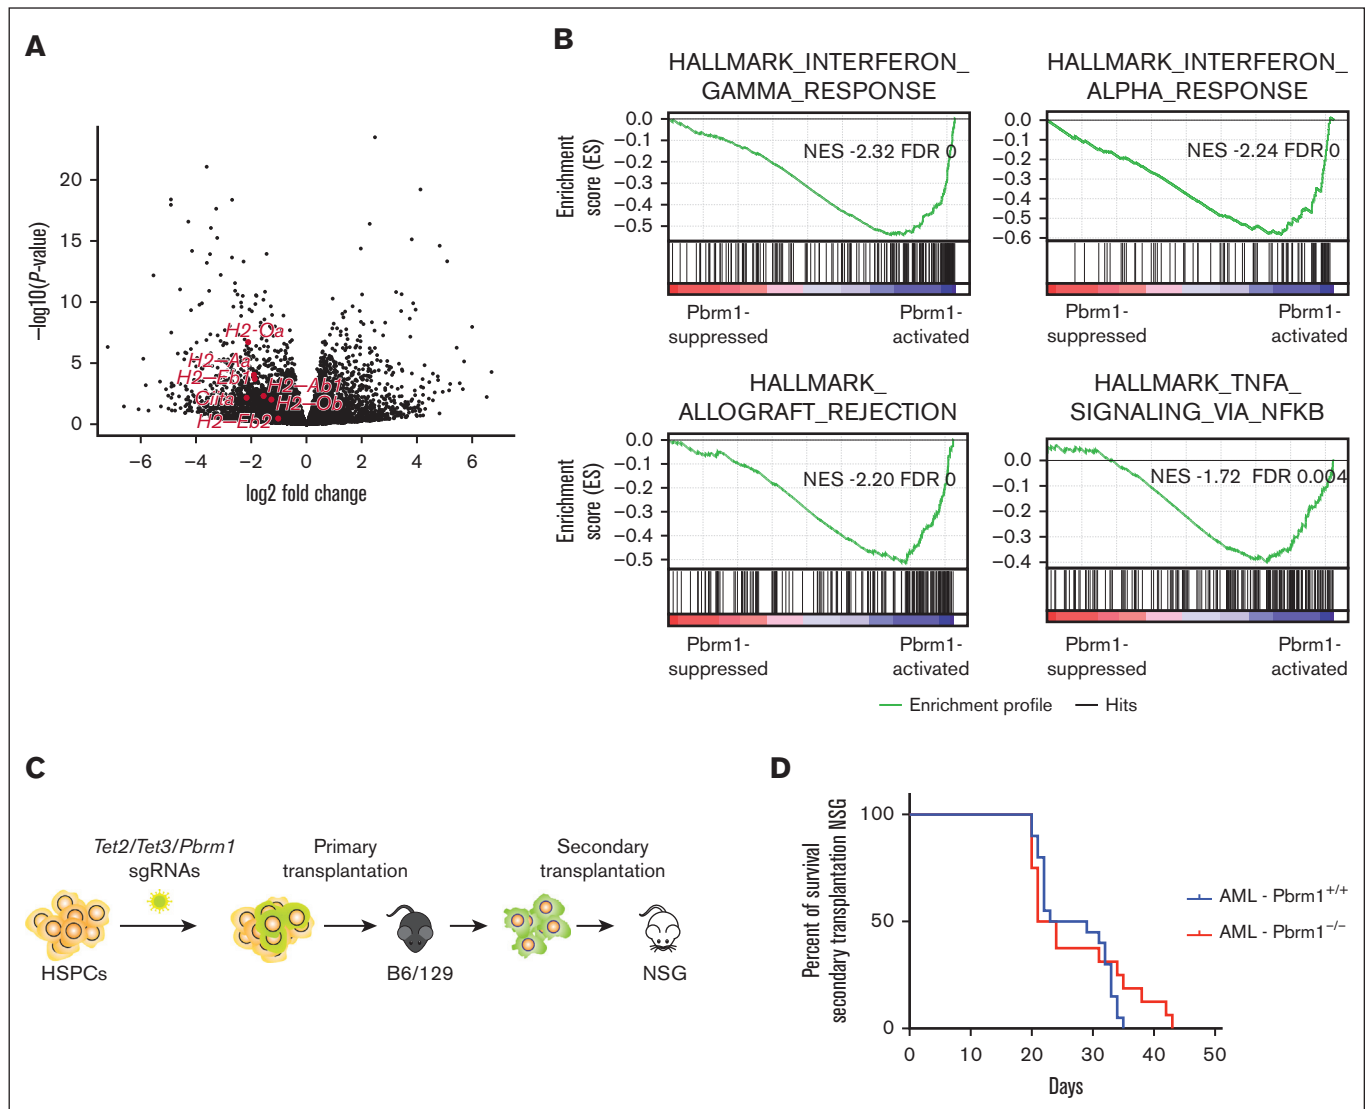 A
20
15
10
5
0
−log10(P-value)
H2-Oa
H2–Aa
H2–Eb1
H2–Ab1
Ciita
H2–Ob
H2–Eb2
−6
−4
−2
0
2
4
6
log2 fold change
B
HALLMARK_INTERFERON_
GAMMA_RESPONSE
0.0
−0.1
−0.2
−0.3
−0.4
−0.5
Enrichment
score (ES)
NES -2.32 FDR 0
Pbrm1-
suppressed
Pbrm1-
activated
HALLMARK_INTERFERON_
ALPHA_RESPONSE
0.0
−0.1
−0.2
−0.3
−0.4
−0.5
−0.6
NES -2.24 FDR 0
Pbrm1-
suppressed
Pbrm1-
activated
HALLMARK_
ALLOGRAFT_REJECTION
0.0
−0.1
−0.2
−0.3
−0.4
−0.5
Enrichment
score (ES)
NES -2.20 FDR 0
Pbrm1-
suppressed
Pbrm1-
activated
HALLMARK_TNFA_
SIGNALING_VIA_NFKB
0.0
−0.1
−0.2
−0.3
−0.4
NES -1.72 FDR 0.004
Pbrm1-
suppressed
Pbrm1-
activated
Enrichment profile
Hits
C
Tet2/Tet3/Pbrm1
sgRNAs
Primary
transplantation
Secondary
transplantation
HSPCs
B6/129
NSG
D
100
50
0
Percent of survival
secondary transplantation NSG
AML - Pbrm1+/+
AML - Pbrm1−/−
0
10
20
30
40
50
Days